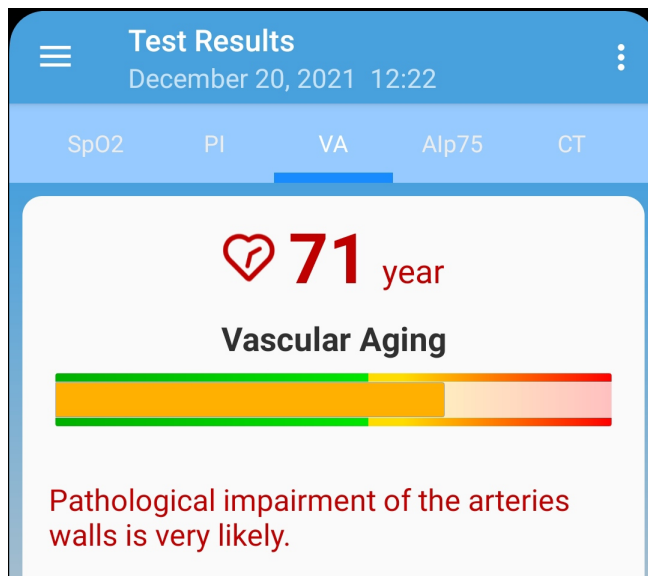 Test Results
December 20, 2021 12:22
SpO2 PI VA AIp75 CT
71 year
Vascular Aging
Pathological impairment of the arteries
walls is very likely.